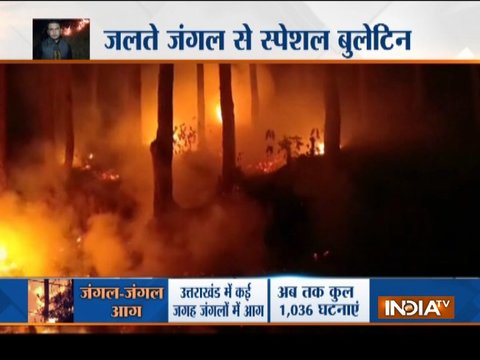 जलते जंगल से स्पेशल बुलेटिन
जंगल-जंगल
आग
उत्तराखंड में कई
जगह जंगलों में आग
अब तक कुल
1,036 घटनाएं
INDIA TV